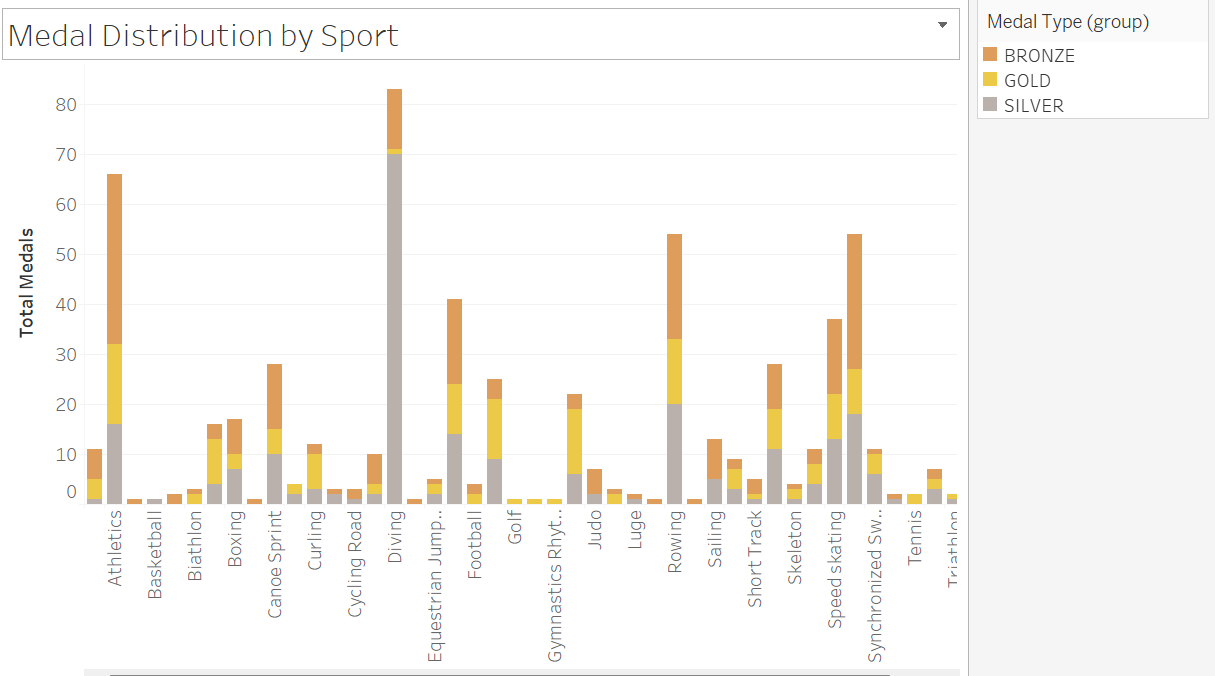 Medal Distribution by Sport
Medal Type (group)
BRONZE
GOLD
SILVER
Total Medals
80
70
60
50
40
30
20
10
0
Athletics
Basketball
Biathlon
Boxing
Canoe Sprint
Curling
Cycling Road
Diving
Equestrian Jump..
Football
Golf
Gymnastics Rhyt..
Judo
Luge
Rowing
Sailing
Short Track
Skeleton
Speed skating
Synchronized Sw..
Tennis
Triathlon